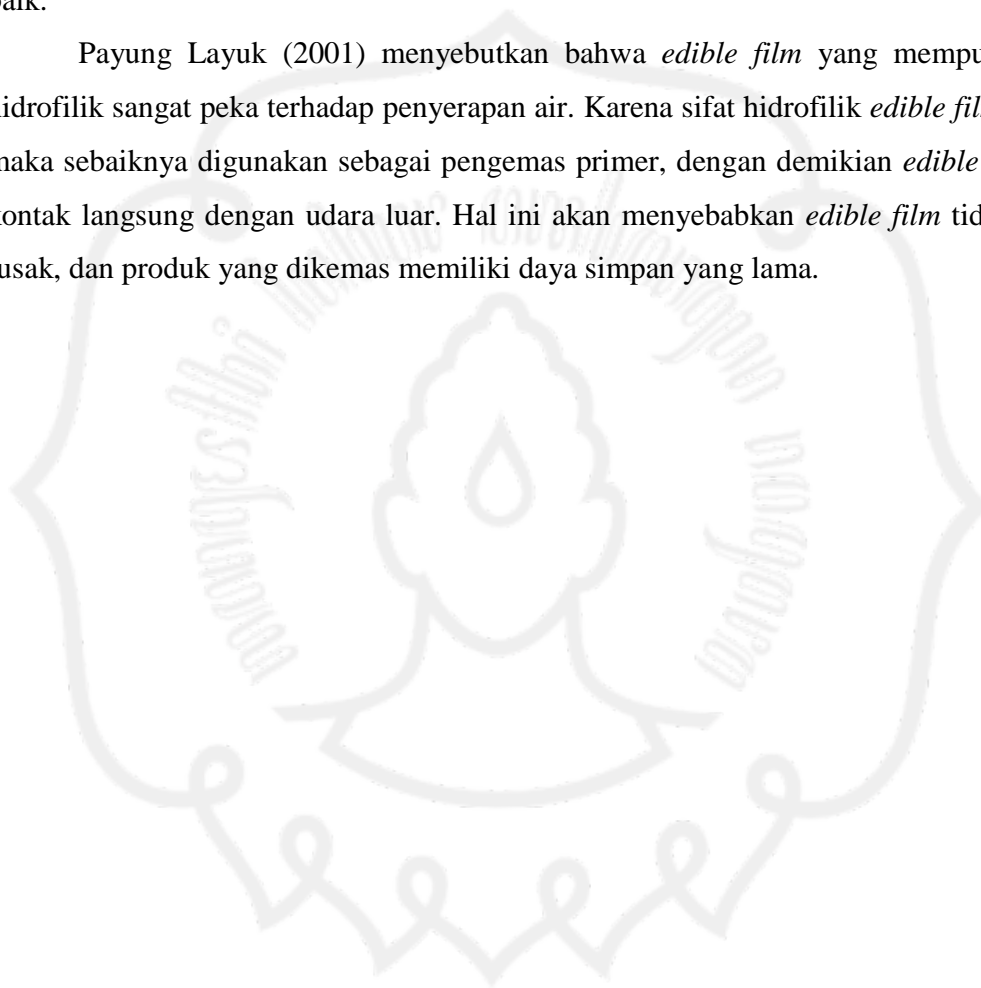 baik.
Payung Layuk (2001) menyebutkan bahwa edible film yang mempu
hidrofilik sangat peka terhadap penyerapan air. Karena sifat hidrofilik edible fil
maka sebaiknya digunakan sebagai pengemas primer, dengan demikian edible
kontak langsung dengan udara luar. Hal ini akan menyebabkan edible film tid
rusak, dan produk yang dikemas memiliki daya simpan yang lama.